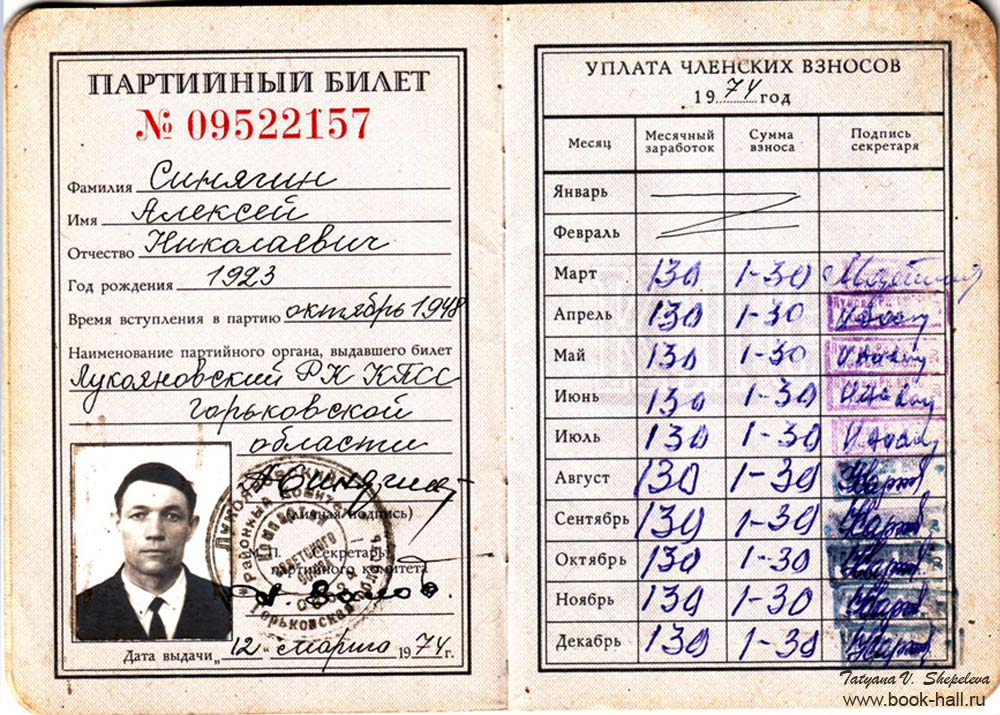 ПАРТИЙНЫЙ БИЛЕТ
№ 09522157
Фамилия Синягин
Имя Алексей
Отчество Николаевич
Год рождения 1923
Время вступления в партию октябрь 1948
Наименование партийного органа, выдавшего билет
Лукояновский РК КПСС
Горьковской
области
АСинягин
(личная подпись)
М.П. Секретарь
партийного комитета
Горьковская область
Дата выдачи „12“ марта 1974 г.
УПЛАТА ЧЛЕНСКИХ ВЗНОСОВ
1974 год
Месяц Месячный заработок Сумма взноса Подпись секретаря
Январь
Февраль
Март 130 1-30
Апрель 130 1-30
Май 130 1-30
Июнь 130 1-30
Июль 130 1-30
Август 130 1-30
Сентябрь 130 1-30
Октябрь 130 1-30
Ноябрь 130 1-30
Декабрь 130 1-30
Tatyana V. Shepeleva
www.book-hall.ru